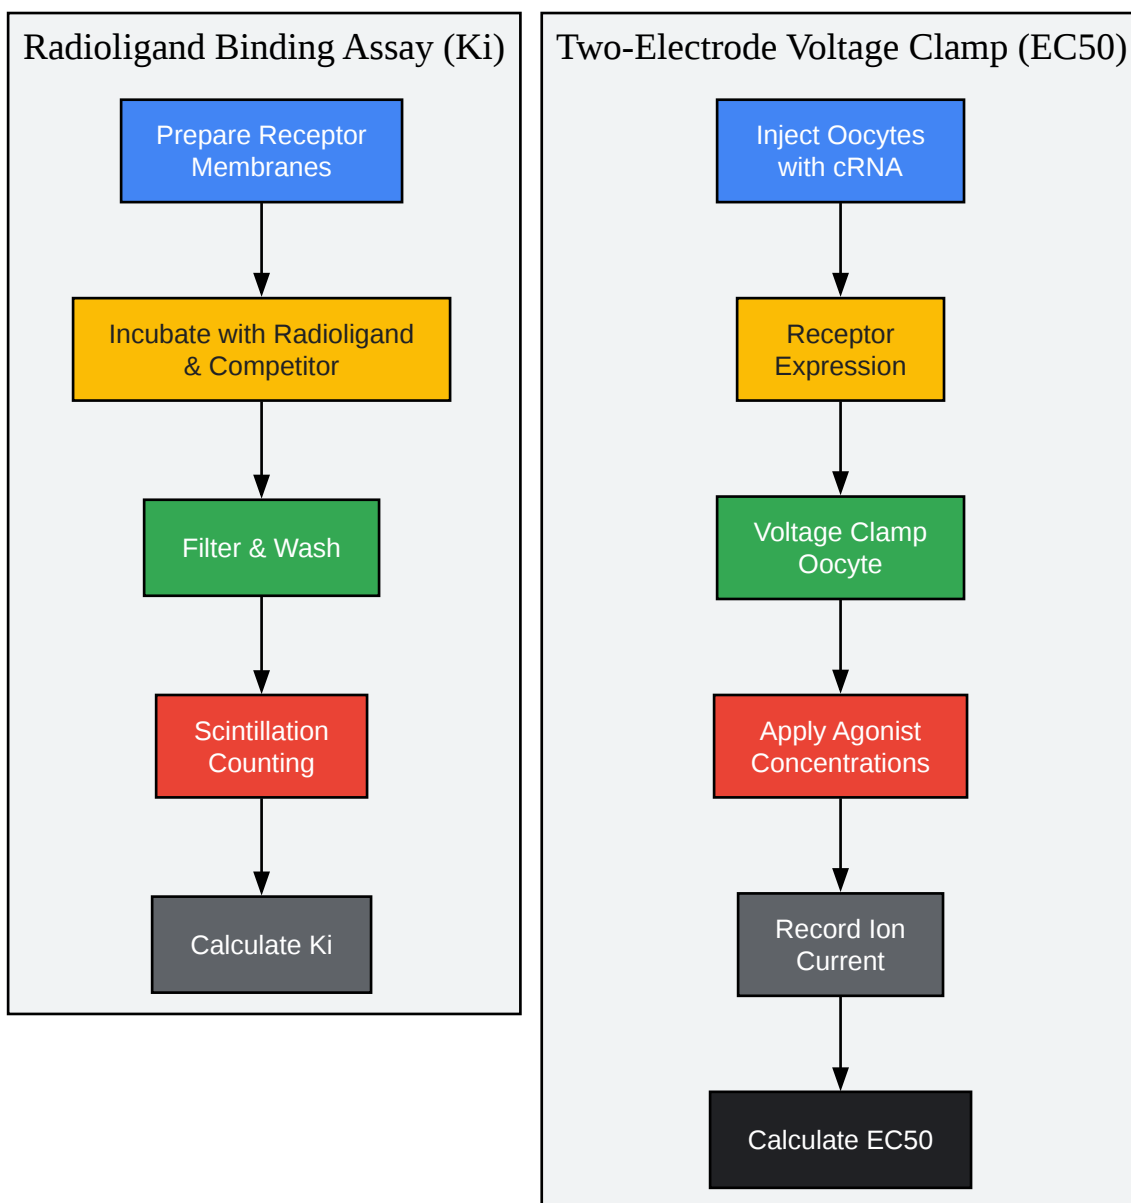 Radioligand Binding Assay (Ki)
Prepare Receptor
Membranes
Incubate with Radioligand
& Competitor
Filter & Wash
Scintillation
Counting
Calculate Ki
Two-Electrode Voltage Clamp (EC50)
Inject Oocytes
with cRNA
Receptor
Expression
Voltage Clamp
Oocyte
Apply Agonist
Concentrations
Record Ion
Current
Calculate EC50